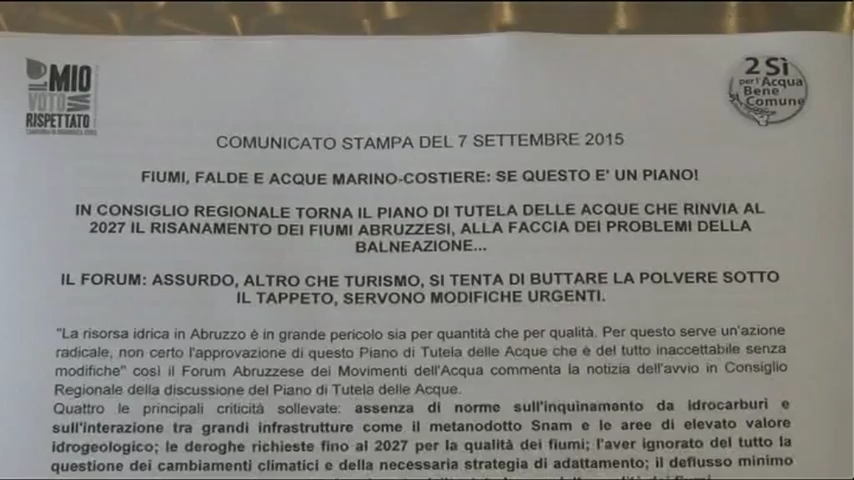 IL MIO
VOTO VA
RISPETTATO
2 Sì
per l'Acqua
Bene
Comune
COMUNICATO STAMPA DEL 7 SETTEMBRE 2015
FIUMI, FALDE E ACQUE MARINO-COSTIERE: SE QUESTO E' UN PIANO!
IN CONSIGLIO REGIONALE TORNA IL PIANO DI TUTELA DELLE ACQUE CHE RINVIA AL
2027 IL RISANAMENTO DEI FIUMI ABRUZZESI, ALLA FACCIA DEI PROBLEMI DELLA
BALNEAZIONE...
IL FORUM: ASSURDO, ALTRO CHE TURISMO, SI TENTA DI BUTTARE LA POLVERE SOTTO
IL TAPPETO, SERVONO MODIFICHE URGENTI.
"La risorsa idrica in Abruzzo è in grande pericolo sia per quantità che per qualità. Per questo serve un'azione
radicale, non certo l'approvazione di questo Piano di Tutela delle Acque che è del tutto inaccettabile senza
modifiche" così il Forum Abruzzese dei Movimenti dell'Acqua commenta la notizia dell'avvio in Consiglio
Regionale della discussione del Piano di Tutela delle Acque.
Quattro le principali criticità sollevate: assenza di norme sull'inquinamento da idrocarburi e
sull'interazione tra grandi infrastrutture come il metanodotto Snam e le aree di elevato valore
idrogeologico; le deroghe richieste fino al 2027 per la qualità dei fiumi; l'aver ignorato del tutto la
questione dei cambiamenti climatici e della necessaria strategia di adattamento; il deflusso minimo